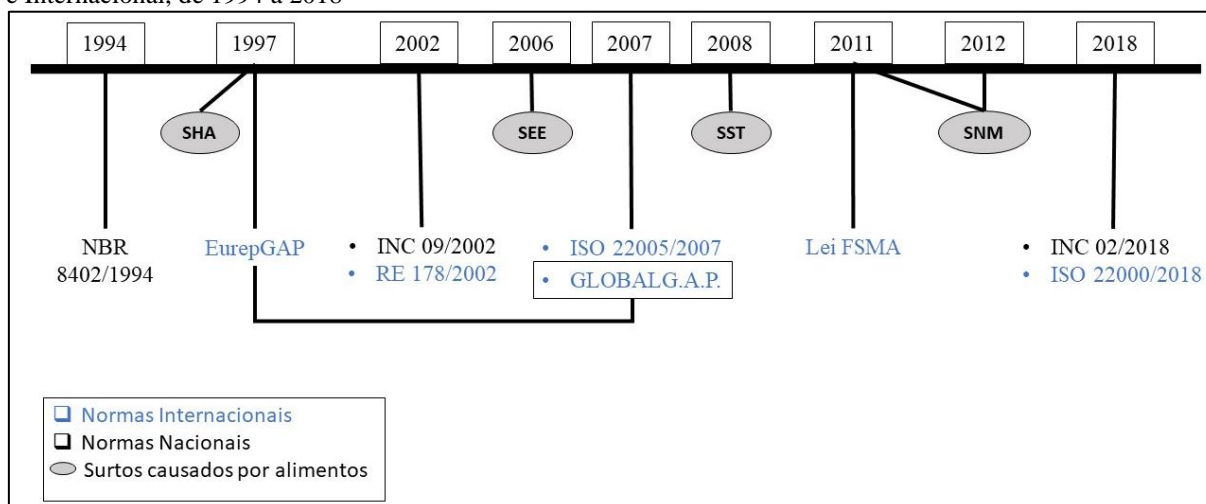 e Internacional, de 1994 a 2018
1994 1997 2002 2006 2007 2008 2011 2012 2018
SHA SEE SST SNM
NBR
8402/1994
EurepGAP
• INC 09/2002
• RE 178/2002
• ISO 22005/2007
• GLOBALG.A.P.
Lei FSMA
• INC 02/2018
• ISO 22000/2018
Normas Internacionais
Normas Nacionais
Surtos causados por alimentos